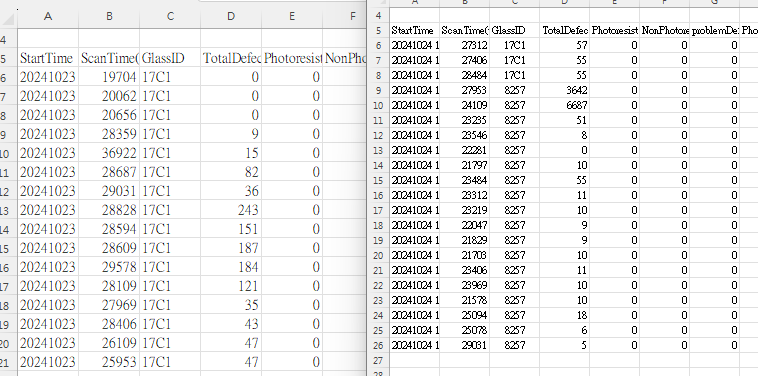 A B C D E F
4
5 StartTime ScanTime( GlassID TotalDefec Photoresist NonPho
6 20241023 19704 17C1 0 0
7 20241023 20062 17C1 0 0
8 20241023 20656 17C1 0 0
9 20241023 28359 17C1 9 0
10 20241023 36922 17C1 15 0
11 20241023 28687 17C1 82 0
12 20241023 29031 17C1 36 0
13 20241023 28828 17C1 243 0
14 20241023 28594 17C1 151 0
15 20241023 28609 17C1 187 0
16 20241023 29578 17C1 184 0
17 20241023 28109 17C1 121 0
18 20241023 27969 17C1 35 0
19 20241023 28406 17C1 43 0
20 20241023 26109 17C1 47 0
21 20241023 25953 17C1 47 0
4
5 StartTime ScanTime( GlassID TotalDefec Photoresist NonPhotore problemDe Pho
6 20241024 1 27312 17C1 57 0 0 0
7 20241024 1 27406 17C1 55 0 0 0
8 20241024 1 28484 17C1 55 0 0 0
9 20241024 1 27953 8257 3642 0 0 0
10 20241024 1 24109 8257 6687 0 0 0
11 20241024 1 23235 8257 51 0 0 0
12 20241024 1 23546 8257 8 0 0 0
13 20241024 1 22281 8257 0 0 0 0
14 20241024 1 21797 8257 10 0 0 0
15 20241024 1 23484 8257 55 0 0 0
16 20241024 1 23312 8257 11 0 0 0
17 20241024 1 23219 8257 10 0 0 0
18 20241024 1 22047 8257 9 0 0 0
19 20241024 1 21829 8257 9 0 0 0
20 20241024 1 21703 8257 10 0 0 0
21 20241024 1 23406 8257 11 0 0 0
22 20241024 1 23969 8257 10 0 0 0
23 20241024 1 21578 8257 10 0 0 0
24 20241024 1 25094 8257 18 0 0 0
25 20241024 1 25078 8257 6 0 0 0
26 20241024 1 29031 8257 5 0 0 0
27
28